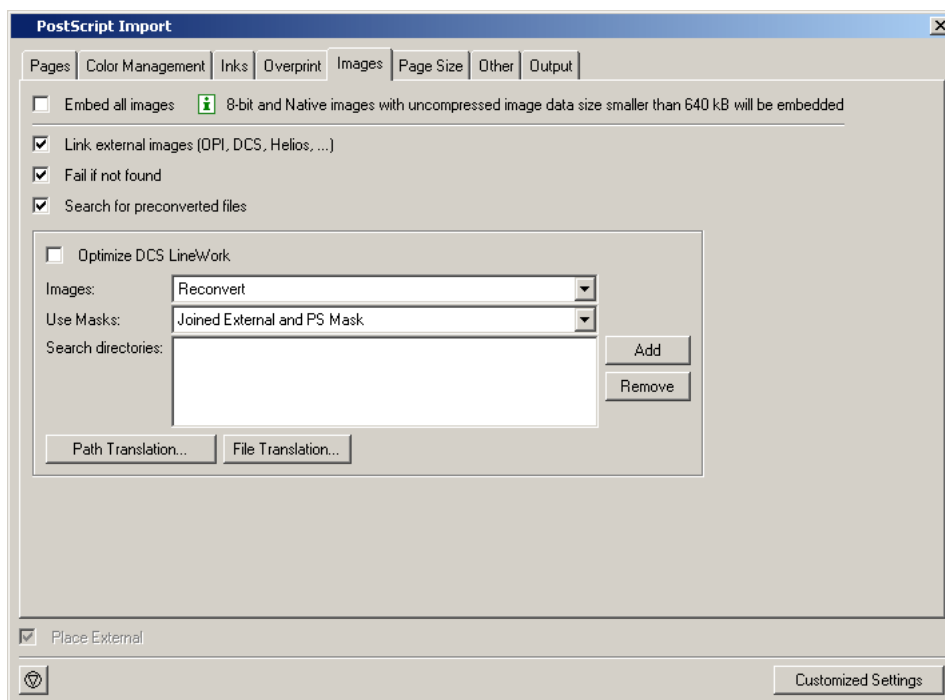 PostScript Import
Pages Color Management Inks Overprint Images Page Size Other Output
Embed all images 8-bit and Native images with uncompressed image data size smaller than 640 kB will be embedded
Link external images (OPI, DCS, Helios, ...)
Fail if not found
Search for preconverted files
Optimize DCS LineWork
Images: Reconvert
Use Masks: Joined External and PS Mask
Search directories:
Add
Remove
Path Translation... File Translation...
Place External
Customized Settings